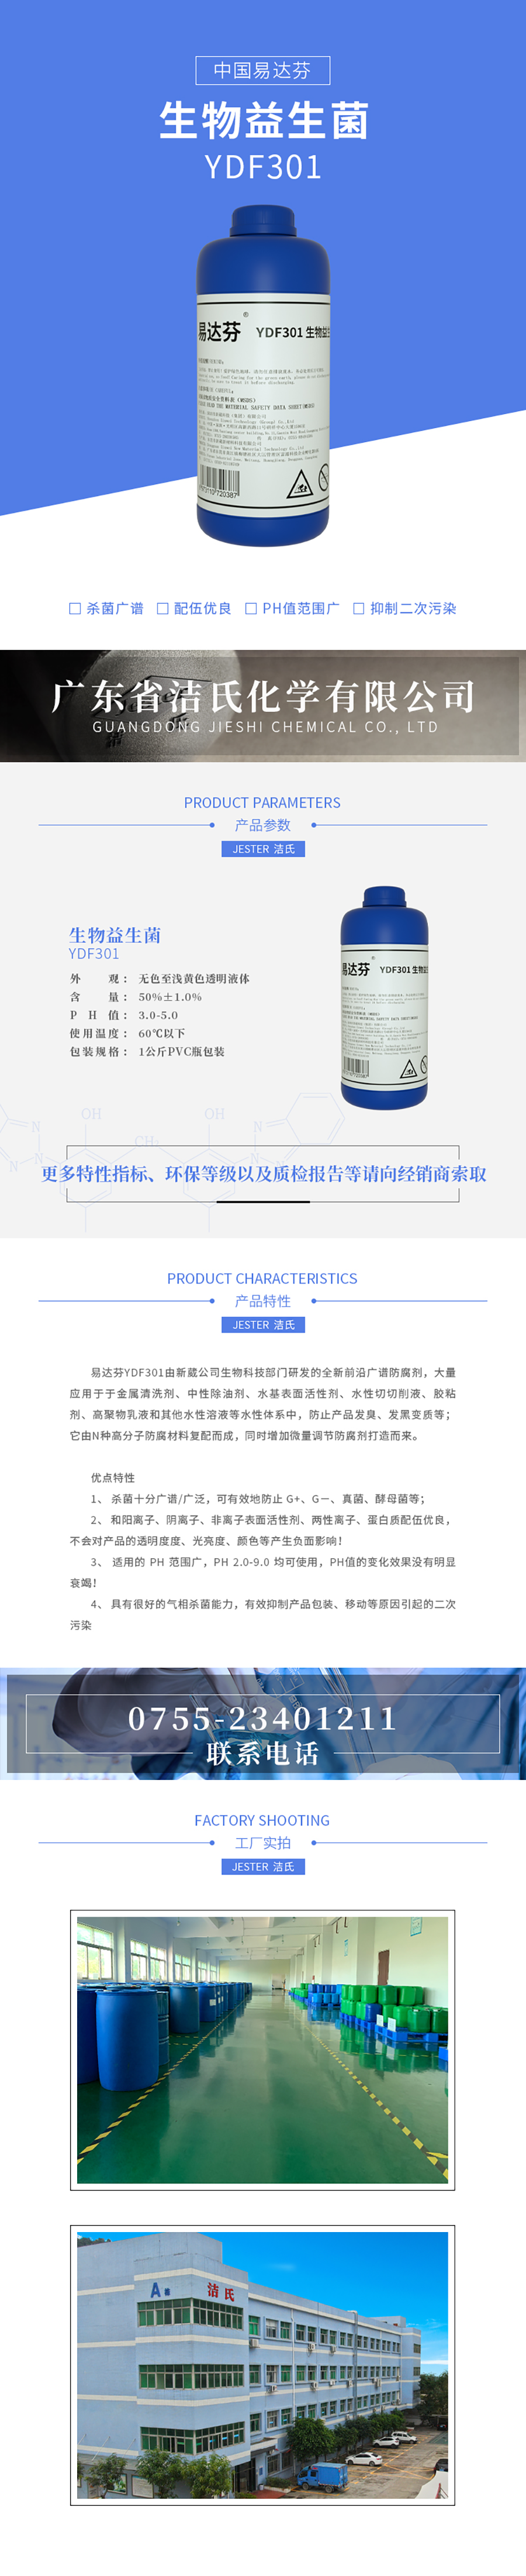 中国易达芬
生物益生菌
YDF301
易达芬
®
YDF301 生物益生
READ THE MATERIAL SAFETY DATA SHEET(MSDS)
□ 杀菌广谱 □ 配伍优良 □ PH值范围广 □ 抑制二次污染
广东省洁氏化学有限公司
GUANGDONG JIESHI CHEMICAL CO., LTD
PRODUCT PARAMETERS
产品参数
JESTER 洁氏
生物益生菌
YDF301
外 观： 无色至浅黄色透明液体
含 量： 50%±1.0%
P H 值： 3.0-5.0
使用温度： 60℃以下
包装规格： 1公斤PVC瓶包装
易达芬
YDF301 生物益
OH
OH
N
CH₂
N
N
N
N
更多特性指标、环保等级以及质检报告等请向经销商索取
PRODUCT CHARACTERISTICS
产品特性
JESTER 洁氏
易达芬YDF301由新葳公司生物科技部门研发的全新前沿广谱防腐剂，大量
应用于于金属清洗剂、中性除油剂、水基表面活性剂、水性切切削液、胶粘
剂、高聚物乳液和其他水性溶液等水性体系中，防止产品发臭、发黑变质等；
它由N种高分子防腐材料复配而成，同时增加微量调节防腐剂打造而来。
优点特性
1、 杀菌十分广谱/广泛，可有效地防止 G+、G－、真菌、酵母菌等；
2、 和阳离子、阴离子、非离子表面活性剂、两性离子、蛋白质配伍优良，
不会对产品的透明度度、光亮度、颜色等产生负面影响！
3、 适用的 PH 范围广，PH 2.0-9.0 均可使用，PH值的变化效果没有明显
衰竭！
4、 具有很好的气相杀菌能力，有效抑制产品包装、移动等原因引起的二次
污染
0755-23401211
联系电话
FACTORY SHOOTING
工厂实拍
JESTER 洁氏
A
洁氏